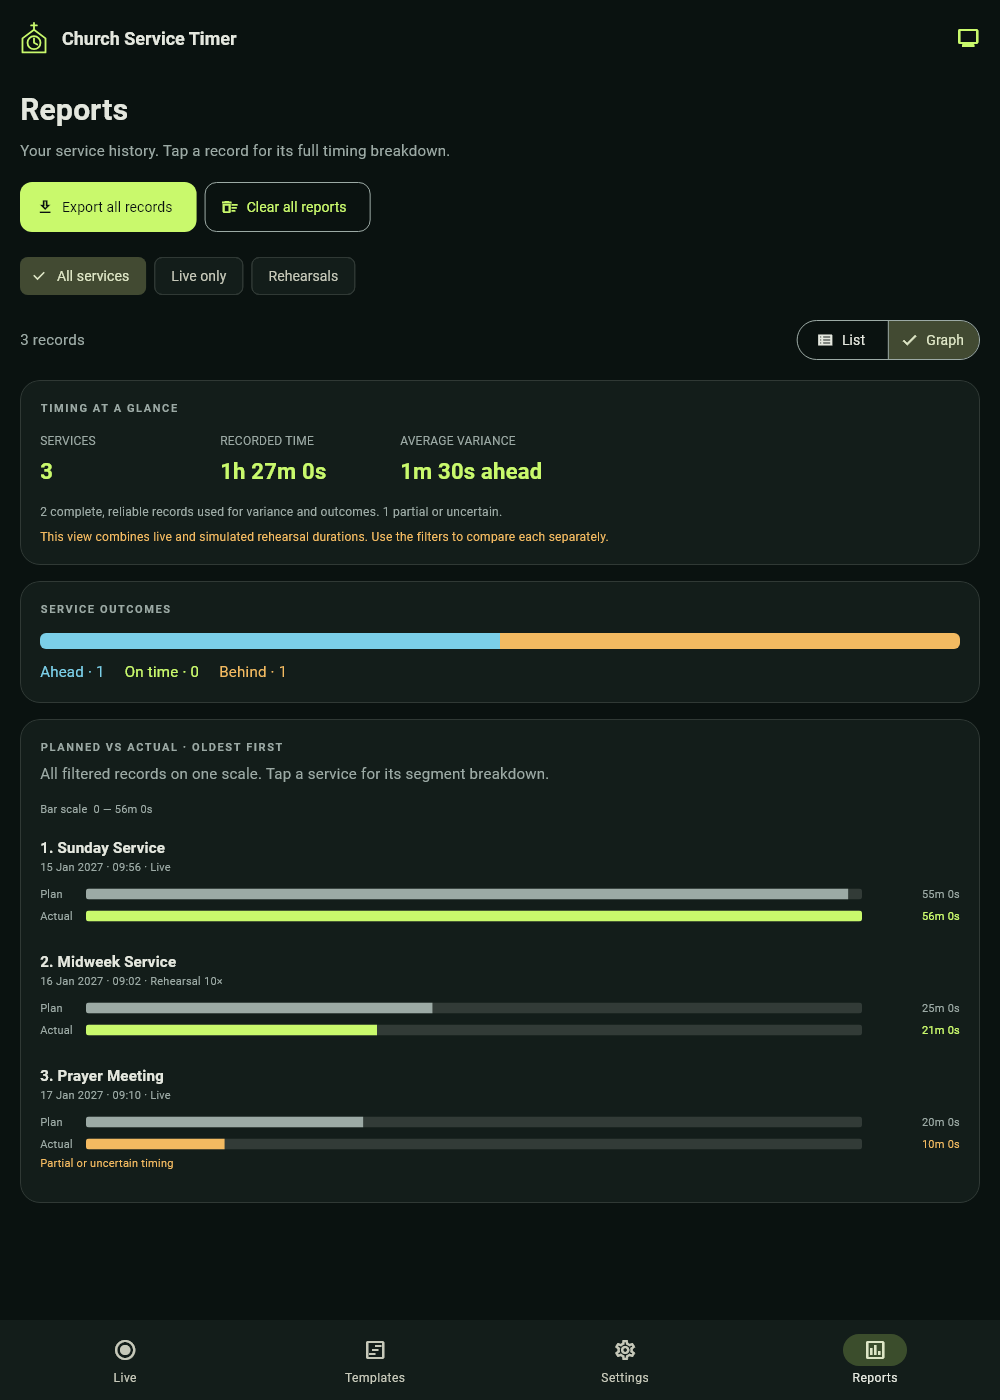 Church Service Timer
Reports
Your service history. Tap a record for its full timing breakdown.
Export all records
Clear all reports
All services
Live only
Rehearsals
3 records
List
Graph
TIMING AT A GLANCE
SERVICES
RECORDED TIME
AVERAGE VARIANCE
3
1h 27m 0s
1m 30s ahead
2 complete, reliable records used for variance and outcomes. 1 partial or uncertain.
This view combines live and simulated rehearsal durations. Use the filters to compare each separately.
SERVICE OUTCOMES
Ahead · 1
On time · 0
Behind · 1
PLANNED VS ACTUAL · OLDEST FIRST
All filtered records on one scale. Tap a service for its segment breakdown.
Bar scale 0 — 56m 0s
1. Sunday Service
15 Jan 2027 · 09:56 · Live
Plan 55m 0s
Actual 56m 0s
2. Midweek Service
16 Jan 2027 · 09:02 · Rehearsal 10×
Plan 25m 0s
Actual 21m 0s
3. Prayer Meeting
17 Jan 2027 · 09:10 · Live
Plan 20m 0s
Actual 10m 0s
Partial or uncertain timing
Live
Templates
Settings
Reports